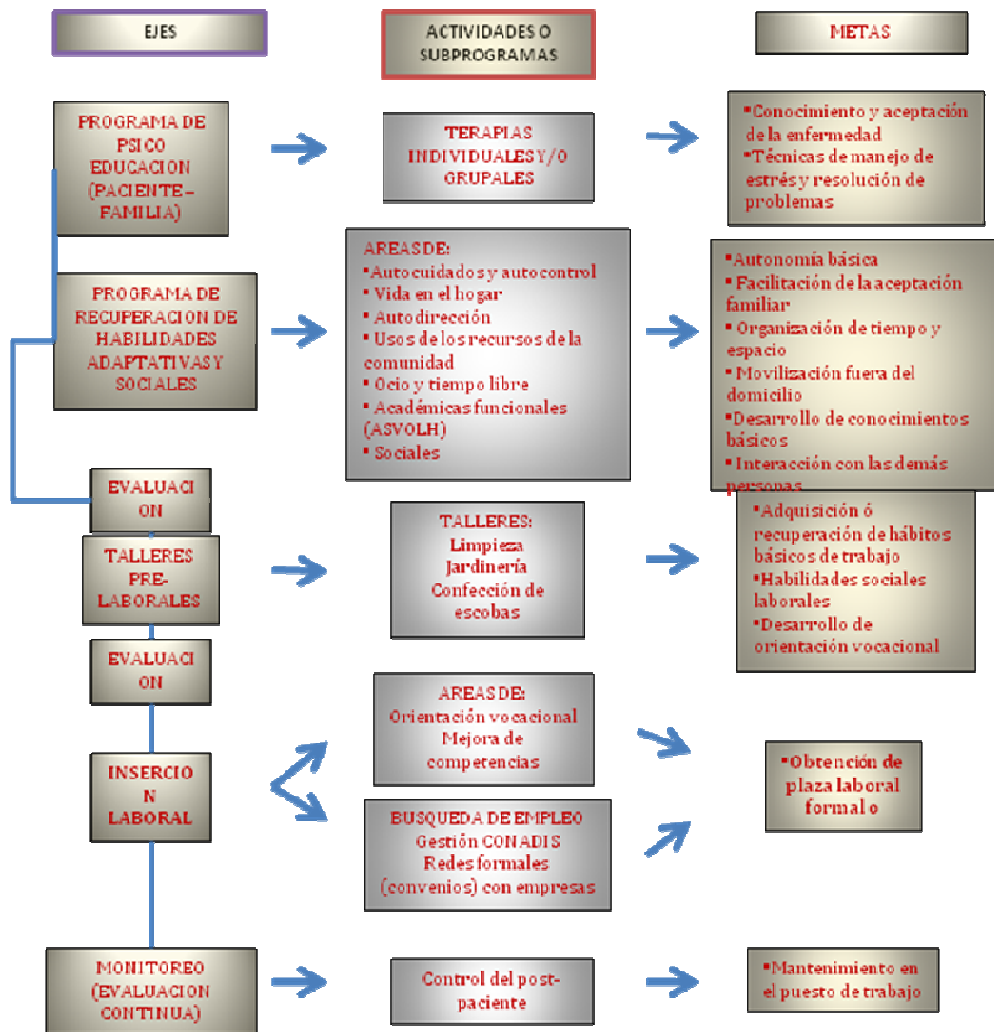 EJES
ACTIVIDADES O
SUBPROGRAMAS
METAS
PROGRAMA DE
PSICO
EDUCACION
(PACIENTE –
FAMILIA)
TERAPIAS
INDIVIDUALES Y/O
GRUPALES
▪Conocimiento y aceptación
de la enfermedad
▪Técnicas de manejo de
estrés y resolución de
problemas
PROGRAMA DE
RECUPERACION DE
HABILIDADES
ADAPTATIVAS Y
SOCIALES
AREAS DE:
▪Autocuidados y autocontrol
▪ Vida en el hogar
▪ Autodirección
▪ Usos de los recursos de la
comunidad
▪ Ocio y tiempo libre
▪ Académicas funcionales
(ASVOLH)
▪ Sociales
▪Autonomía básica
▪ Facilitación de la aceptación
familiar
▪ Organización de tiempo y
espacio
▪ Movilización fuera del
domicilio
▪ Desarrollo de conocimientos
básicos
▪ Interacción con las demás
personas
EVALUACI
ON
TALLERES
PRE-
LABORALES
TALLERES:
Limpieza
Jardinería
Confección de
escobas
▪Adquisición ó
recuperación de hábitos
básicos de trabajo
▪Habilidades sociales
laborales
▪Desarrollo de
orientación vocacional
EVALUACI
ON
INSERCIO
N
LABORAL
AREAS DE:
Orientación vocacional
Mejora de
competencias
BUSQUEDA DE EMPLEO
Gestión CONADIS
Redes formales
(convenios) con empresas
▪Obtención de
plaza laboral
formal o
MONITOREO
(EVALUACION
CONTINUA)
Control del post-
paciente
▪Mantenimiento en
el puesto de trabajo